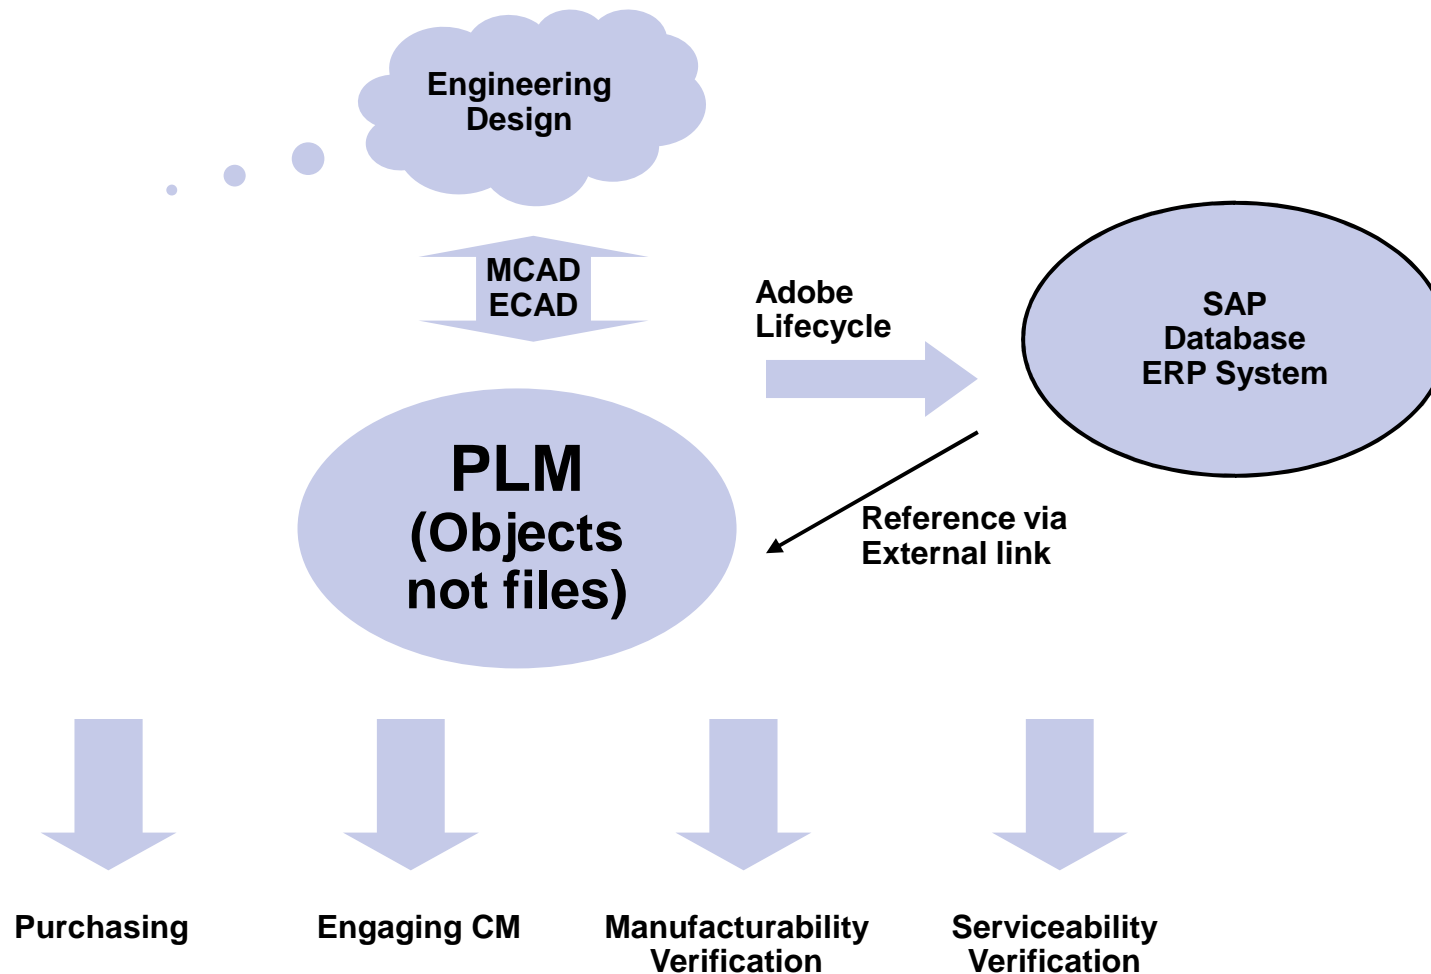 Engineering
Design
MCAD
ECAD
Adobe
Lifecycle
SAP
Database
ERP System
PLM
(Objects
not files)
Reference via
External link
Purchasing
Engaging CM
Manufacturability
Verification
Serviceability
Verification